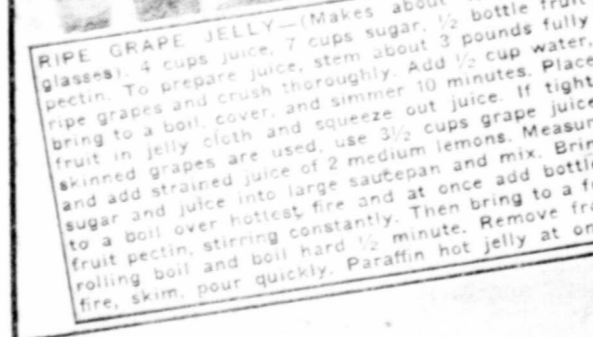 RIPE GRAPE JELLY—(Makes about
glasses). 4 cups juice, 7 cups sugar, ½ bottle fruit
pectin. To prepare juice, stem about 3 pounds fully
ripe grapes and crush thoroughly. Add ½ cup water,
bring to a boil, cover, and simmer 10 minutes. Place
fruit in jelly cloth and squeeze out juice. If tight
skinned grapes are used, use 3½ cups grape juice
and add strained juice of 2 medium lemons. Measur
sugar and juice into large saucepan and mix. Brin
to a boil over hottest fire and at once add bottle
fruit pectin, stirring constantly. Then bring to a f
rolling boil and boil hard ½ minute. Remove fro
fire, skim, pour quickly. Paraffin hot jelly at on